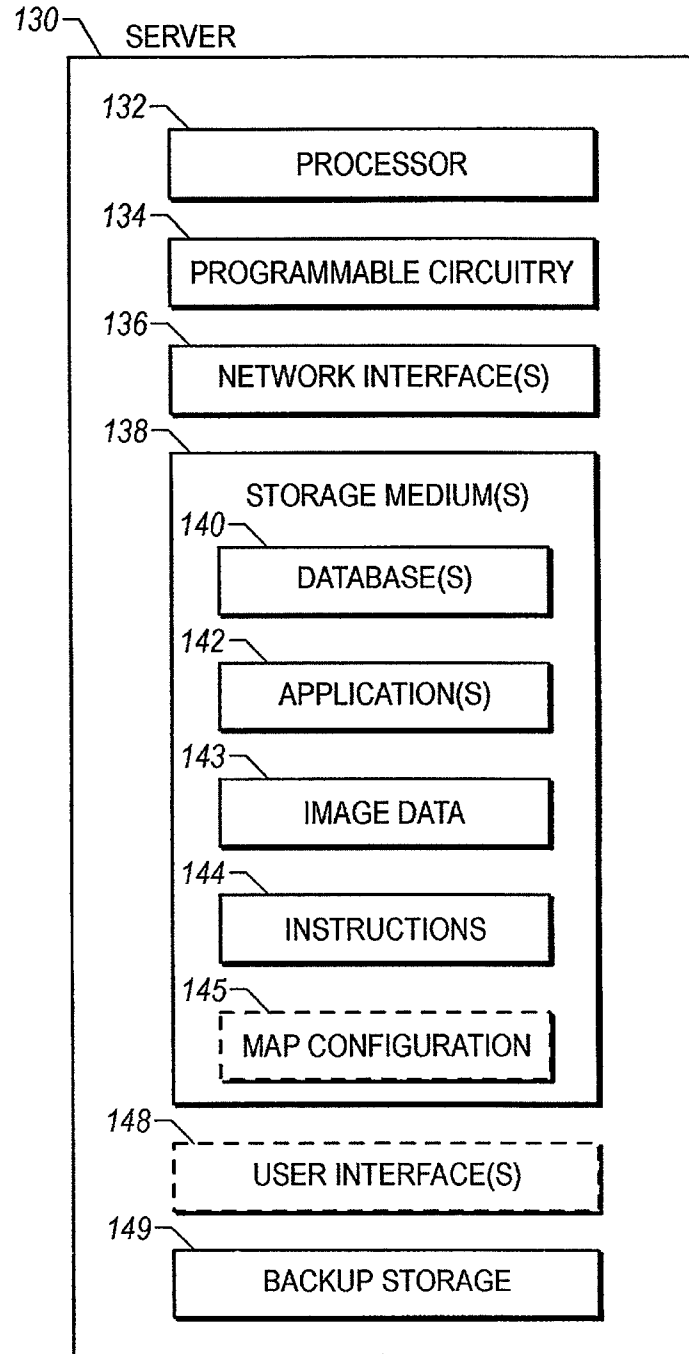 130
SERVER
132
PROCESSOR
134
PROGRAMMABLE CIRCUITRY
136
NETWORK INTERFACE(S)
138
STORAGE MEDIUM(S)
140
DATABASE(S)
142
APPLICATION(S)
143
IMAGE DATA
144
INSTRUCTIONS
145
MAP CONFIGURATION
148
USER INTERFACE(S)
149
BACKUP STORAGE